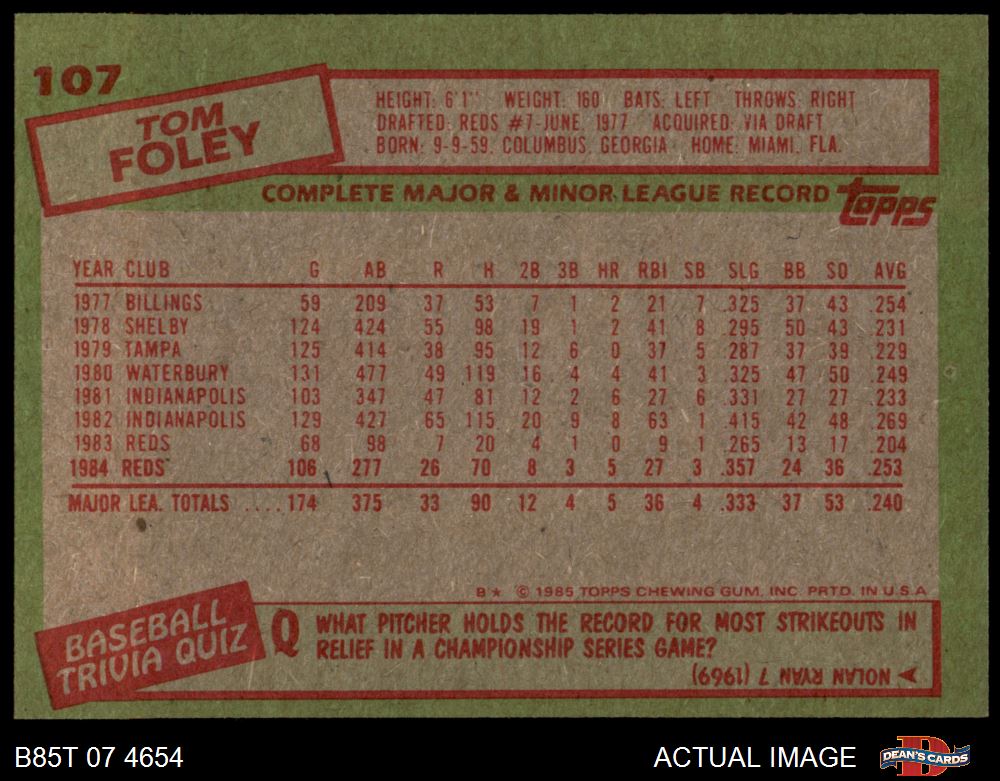 107
TOM
FOLEY
HEIGHT: 6'1" WEIGHT: 160 BATS: LEFT THROWS: RIGHT
DRAFTED: REDS #7-JUNE, 1977 ACQUIRED: VIA DRAFT
BORN: 9-9-59, COLUMBUS, GEORGIA HOME: MIAMI, FLA.
COMPLETE MAJOR & MINOR LEAGUE RECORD
TOPPS
YEAR CLUB G AB R H 2B 3B HR RBI SB SLG BB SO AVG
1977 BILLINGS 59 209 37 53 7 1 2 21 7 .325 37 43 .254
1978 SHELBY 124 424 55 98 19 1 2 41 8 .295 50 43 .231
1979 TAMPA 125 414 38 95 12 6 0 37 5 .287 37 39 .229
1980 WATERBURY 131 477 49 119 16 4 4 41 3 .325 47 50 .249
1981 INDIANAPOLIS 103 347 47 81 12 2 6 27 6 .331 27 27 .233
1982 INDIANAPOLIS 129 427 65 115 20 9 8 63 1 .415 42 48 .269
1983 REDS 68 98 7 20 4 1 0 9 1 .265 13 17 .204
1984 REDS 106 277 26 70 8 3 5 27 3 .357 24 36 .253
MAJOR LEA. TOTALS .... 174 375 33 90 12 4 5 36 4 .333 37 53 .240
B★ © 1985 TOPPS CHEWING GUM, INC. PRTD. IN U.S.A
BASEBALL
TRIVIA QUIZ
Q WHAT PITCHER HOLDS THE RECORD FOR MOST STRIKEOUTS IN
RELIEF IN A CHAMPIONSHIP SERIES GAME?
NOLAN RYAN 7 (1969)
B85T 07 4654
ACTUAL IMAGE
DEAN'S CARDS